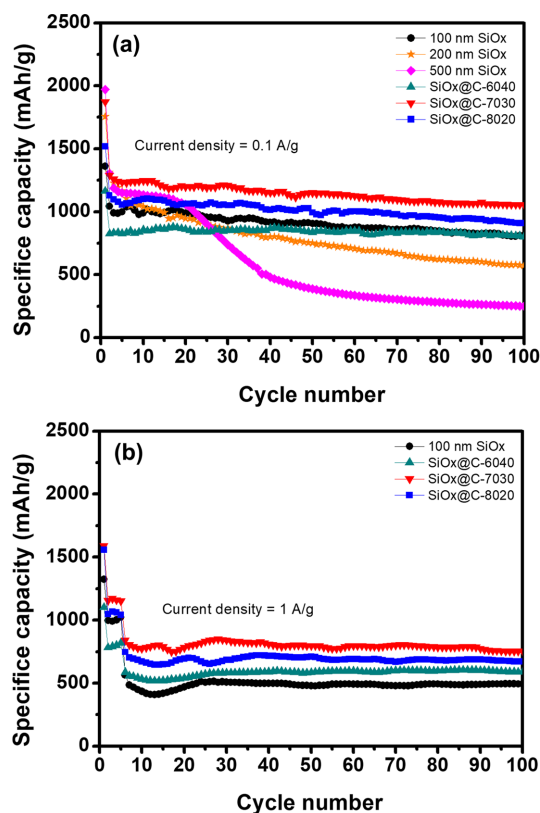 (a)
100 nm SiOx
200 nm SiOx
500 nm SiOx
SiOx@C-6040
SiOx@C-7030
SiOx@C-8020
Current density = 0.1 A/g
Specifice capacity (mAh/g)
2500
2000
1500
1000
500
0
0 10 20 30 40 50 60 70 80 90 100
Cycle number
(b)
100 nm SiOx
SiOx@C-6040
SiOx@C-7030
SiOx@C-8020
Current density = 1 A/g
Specifice capacity (mAh/g)
2500
2000
1500
1000
500
0
0 10 20 30 40 50 60 70 80 90 100
Cycle number